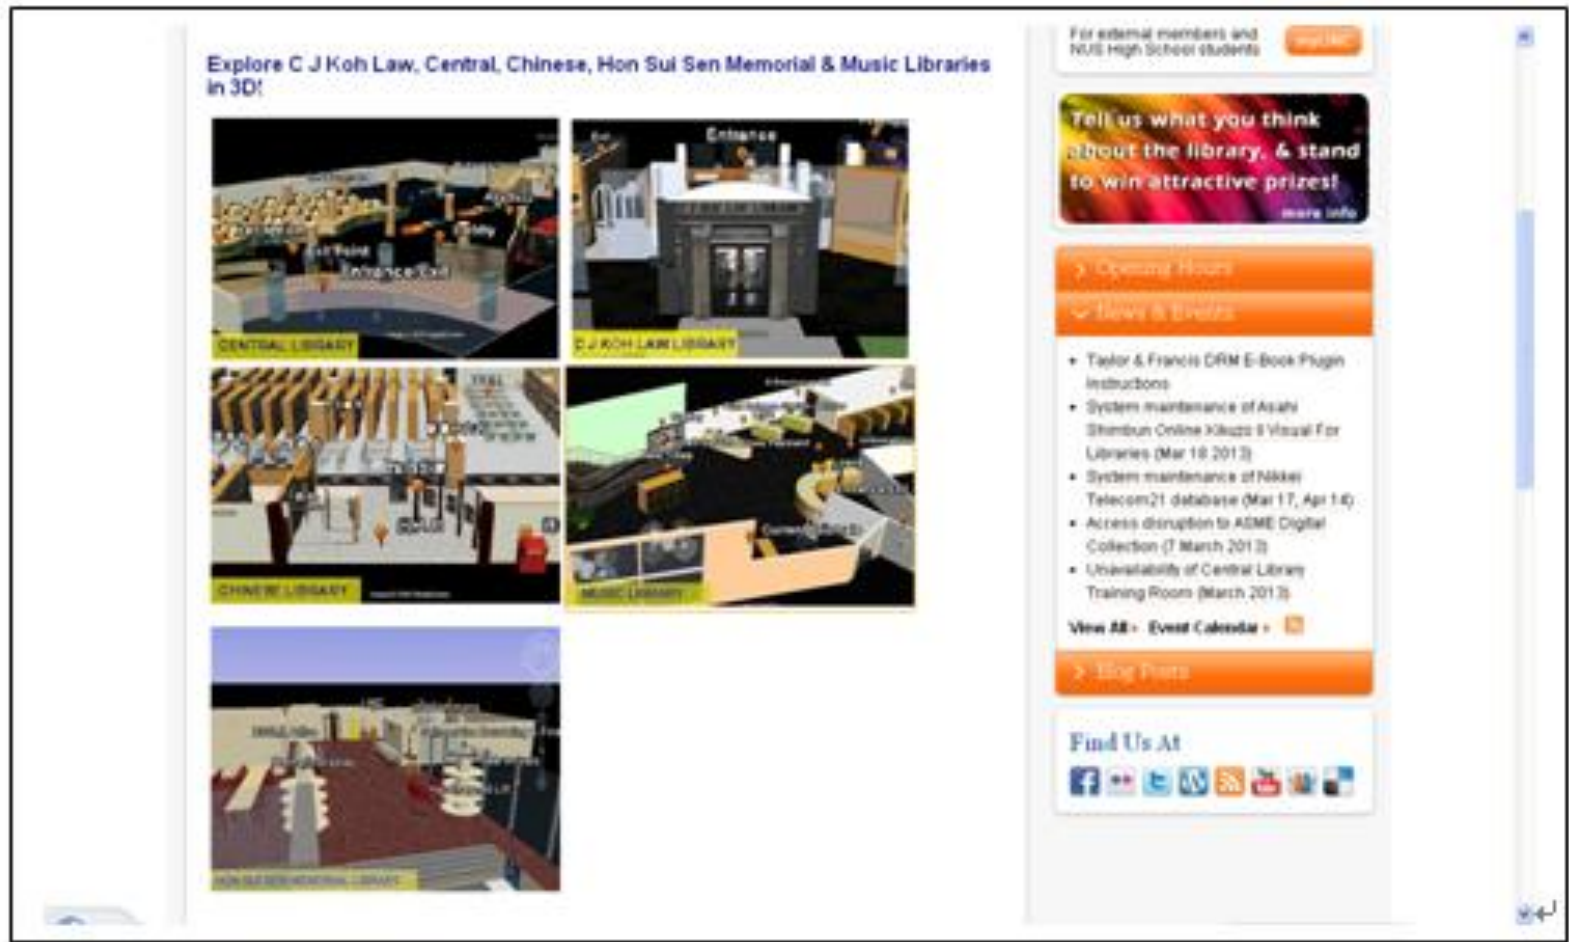 Explore C J Koh Law, Central, Chinese, Hon Sui Sen Memorial & Music Libraries
in 3D!
Exit Point
Entrance/Exit
CENTRAL LIBRARY
Entrance
C J KOH LAW LIBRARY
CHINESE LIBRARY
MUSIC LIBRARY
HON SUI SEN MEMORIAL LIBRARY
For external members and
NUS High School students
Tell us what you think
about the library, & stand
to win attractive prizes!
more info
Opening Hours
News & Events
Taylor & Francis DRM E-Book Plugin
Instructions
System maintenance of Asahi
Shimbun Online Kikuzo II Visual For
Libraries (Mar 18 2013)
System maintenance of Nikkei
Telecom21 database (Mar 17, Apr 14)
Access disruption to ASME Digital
Collection (7 March 2013)
Unavailability of Central Library
Training Room (March 2013)
View All Event Calendar
Blog Posts
Find Us At